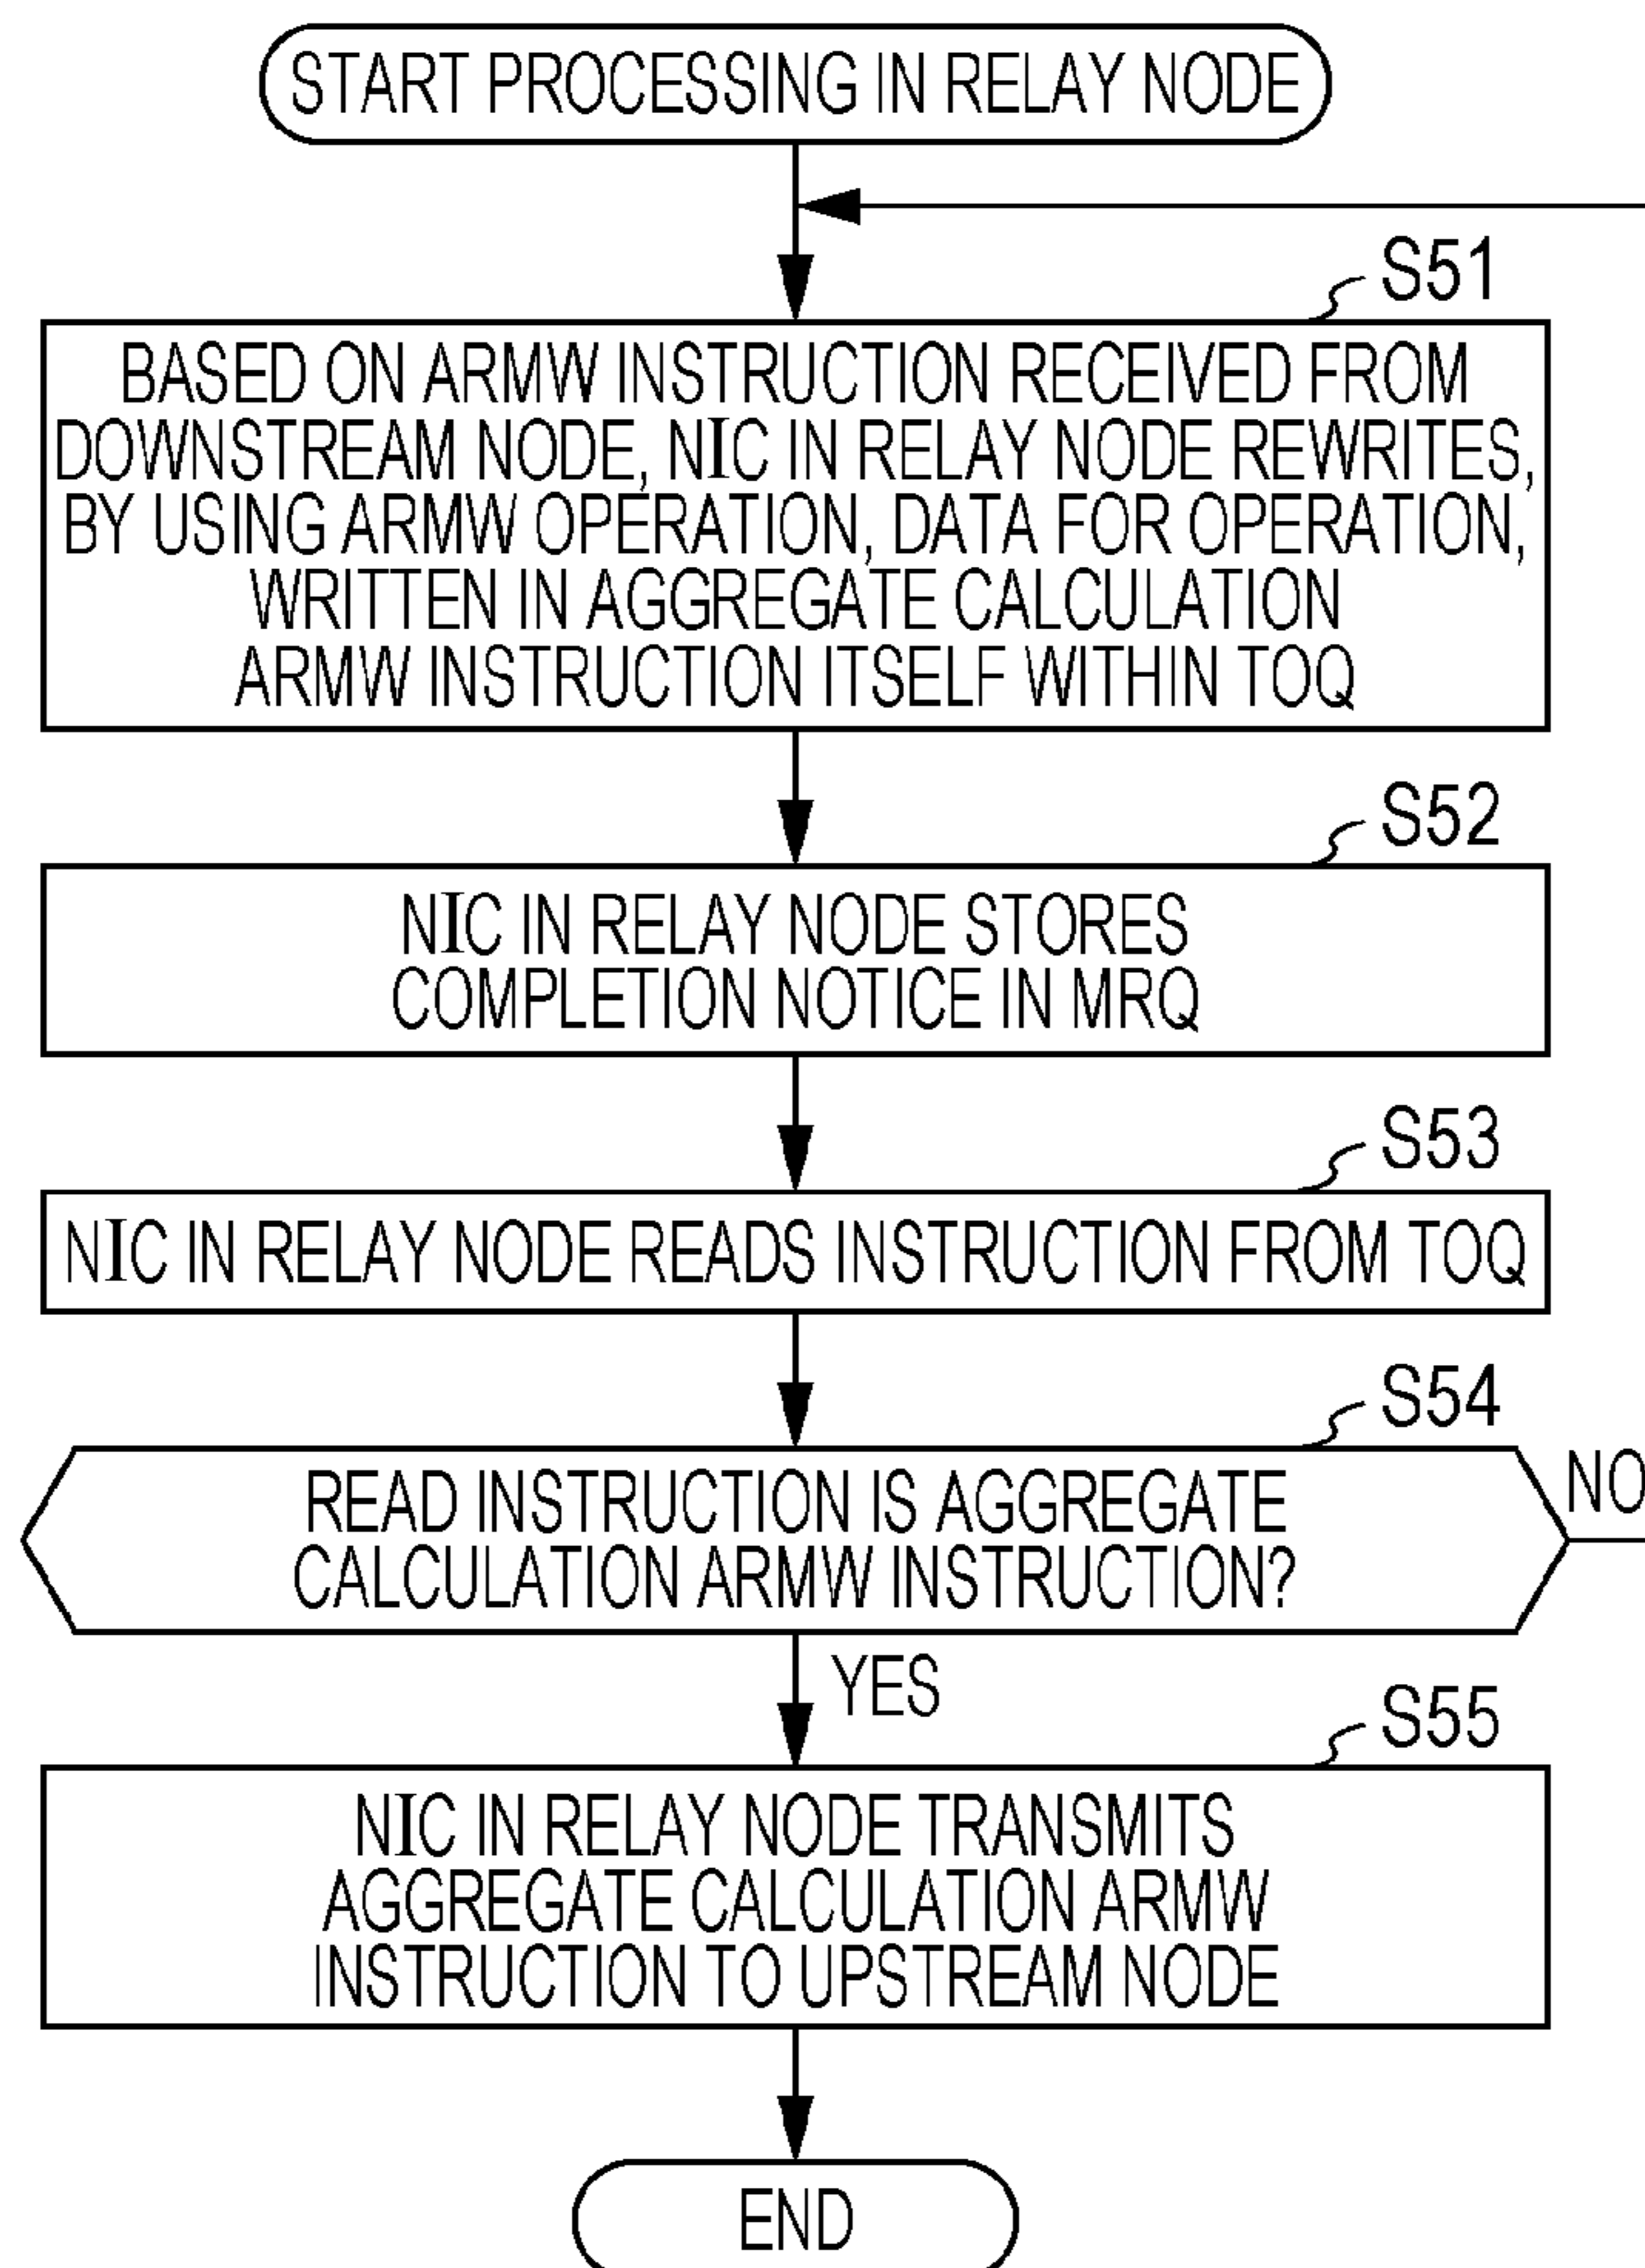 START PROCESSING IN RELAY NODE
S51
BASED ON ARMW INSTRUCTION RECEIVED FROM
DOWNSTREAM NODE, NIC IN RELAY NODE REWRITES,
BY USING ARMW OPERATION, DATA FOR OPERATION,
WRITTEN IN AGGREGATE CALCULATION
ARMW INSTRUCTION ITSELF WITHIN TOQ
S52
NIC IN RELAY NODE STORES
COMPLETION NOTICE IN MRQ
S53
NIC IN RELAY NODE READS INSTRUCTION FROM TOQ
S54
READ INSTRUCTION IS AGGREGATE
CALCULATION ARMW INSTRUCTION?
NO
YES
S55
NIC IN RELAY NODE TRANSMITS
AGGREGATE CALCULATION ARMW
INSTRUCTION TO UPSTREAM NODE
END